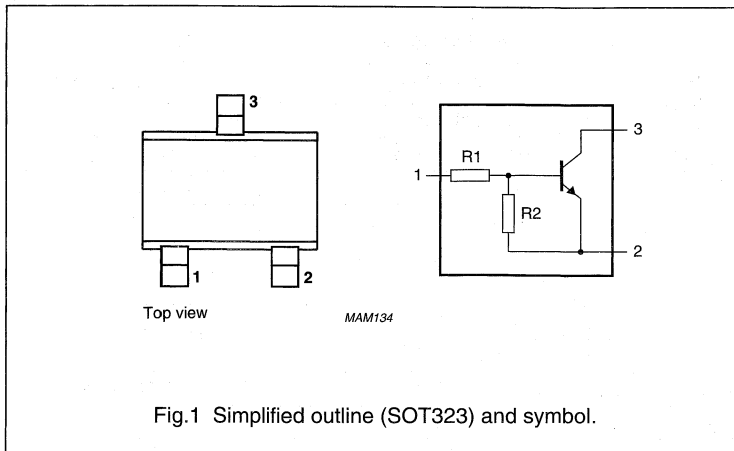 3
1
2
Top view
MAM134
1
R1
R2
3
2
Fig.1 Simplified outline (SOT323) and symbol.